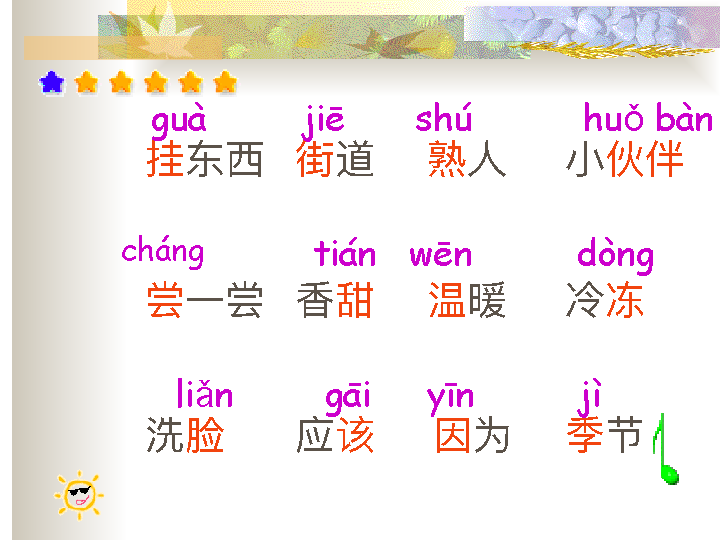 guà jiē shú huǒ bàn
挂东西 街道 熟人 小伙伴
cháng tián wēn dòng
尝一尝 香甜 温暖 冷冻
liǎn gāi yīn jì
洗脸 应该 因为 季节